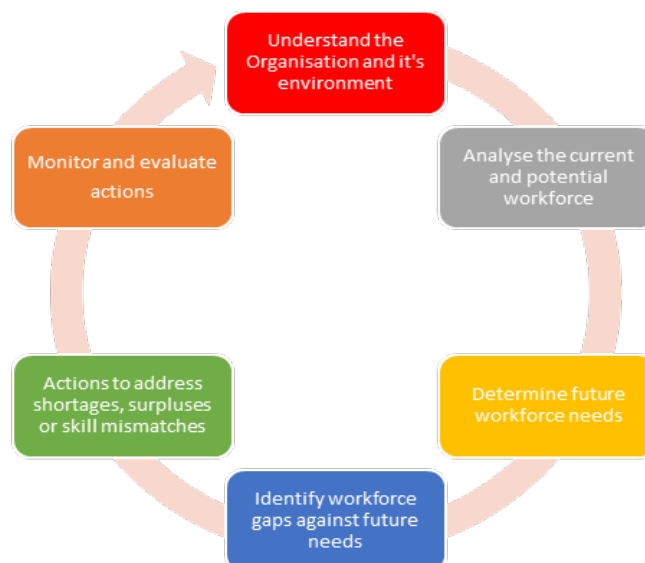 Understand the
Organisation and it's
environment
Analyse the current
and potential
workforce
Determine future
workforce needs
Identify workforce
gaps against future
needs
Actions to address
shortages, surpluses
or skill mismatches
Monitor and evaluate
actions